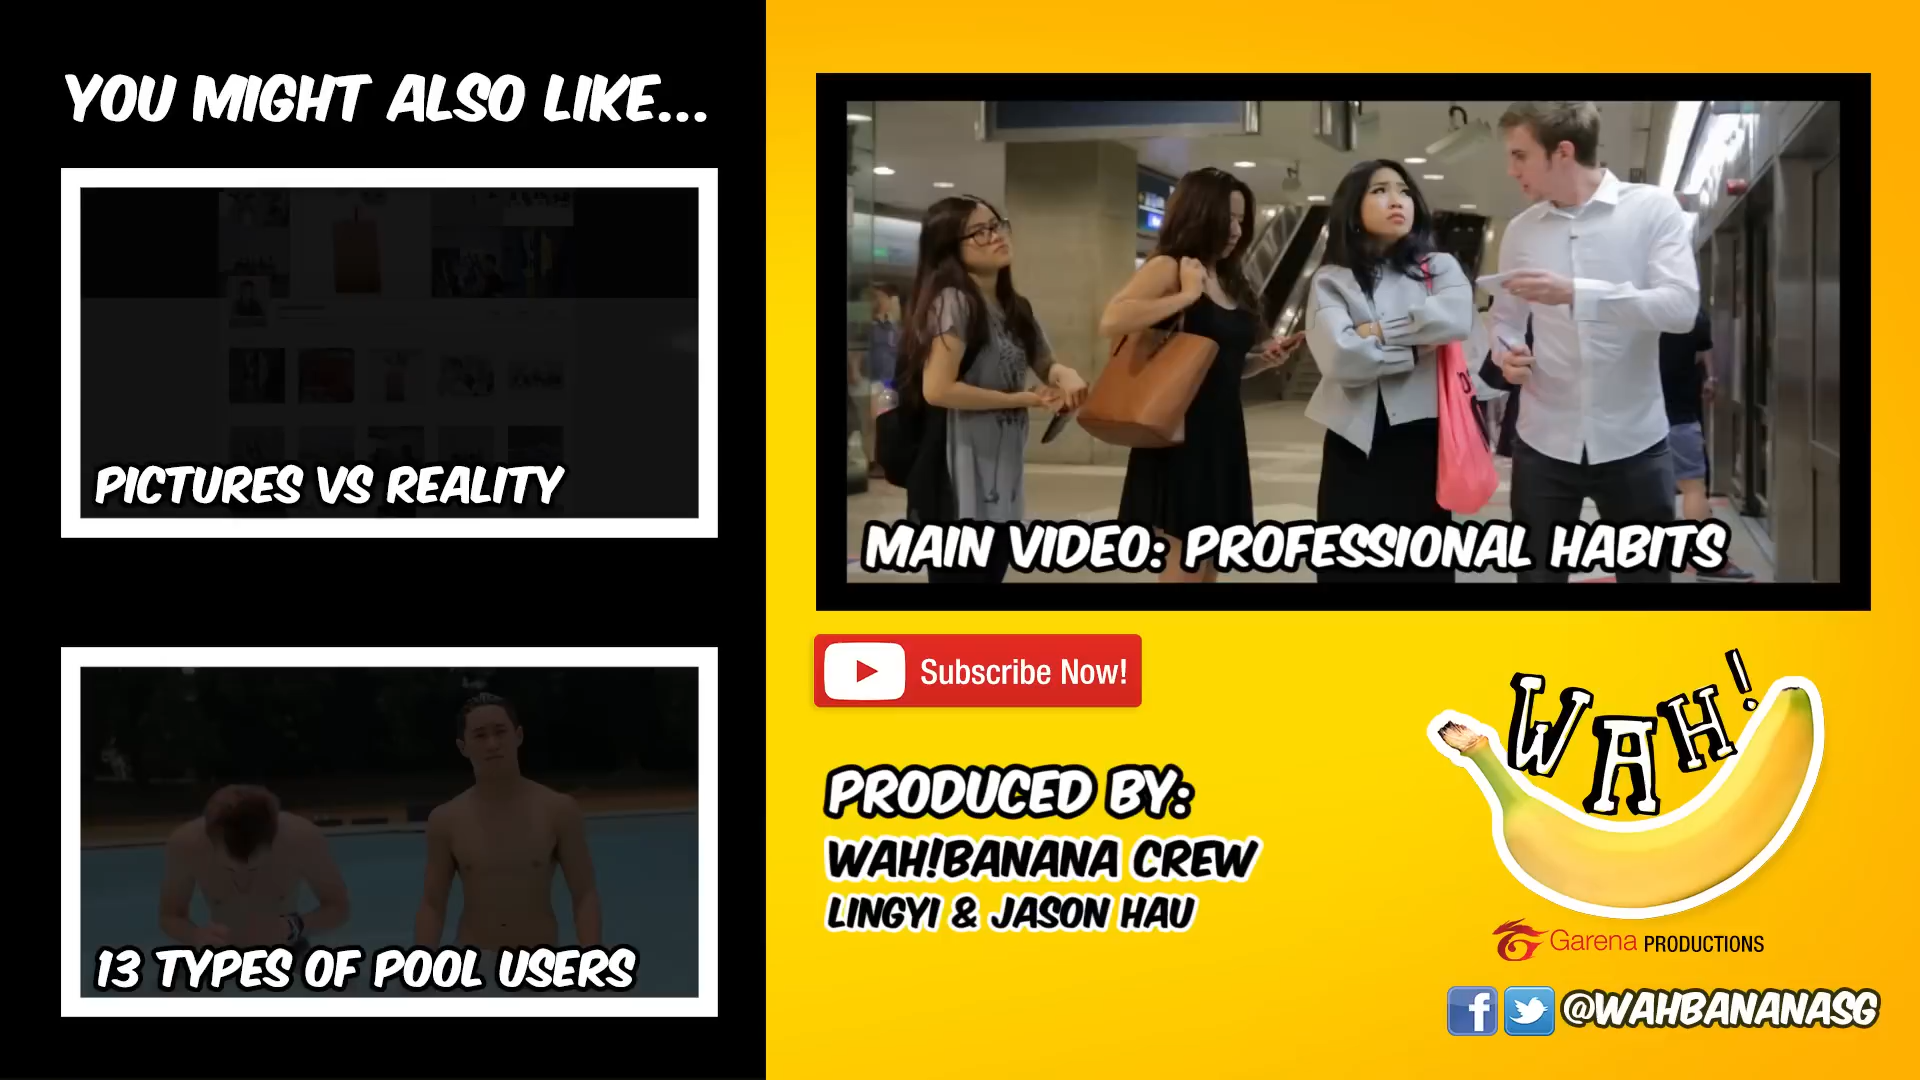 YOU MIGHT ALSO LIKE...
PICTURES VS REALITY
13 TYPES OF POOL USERS
MAIN VIDEO: PROFESSIONAL HABITS
Subscribe Now!
PRODUCED BY:
WAH!BANANA CREW
LINGYI & JASON HAU
WAH!
Garena PRODUCTIONS
@WAHBANANASG